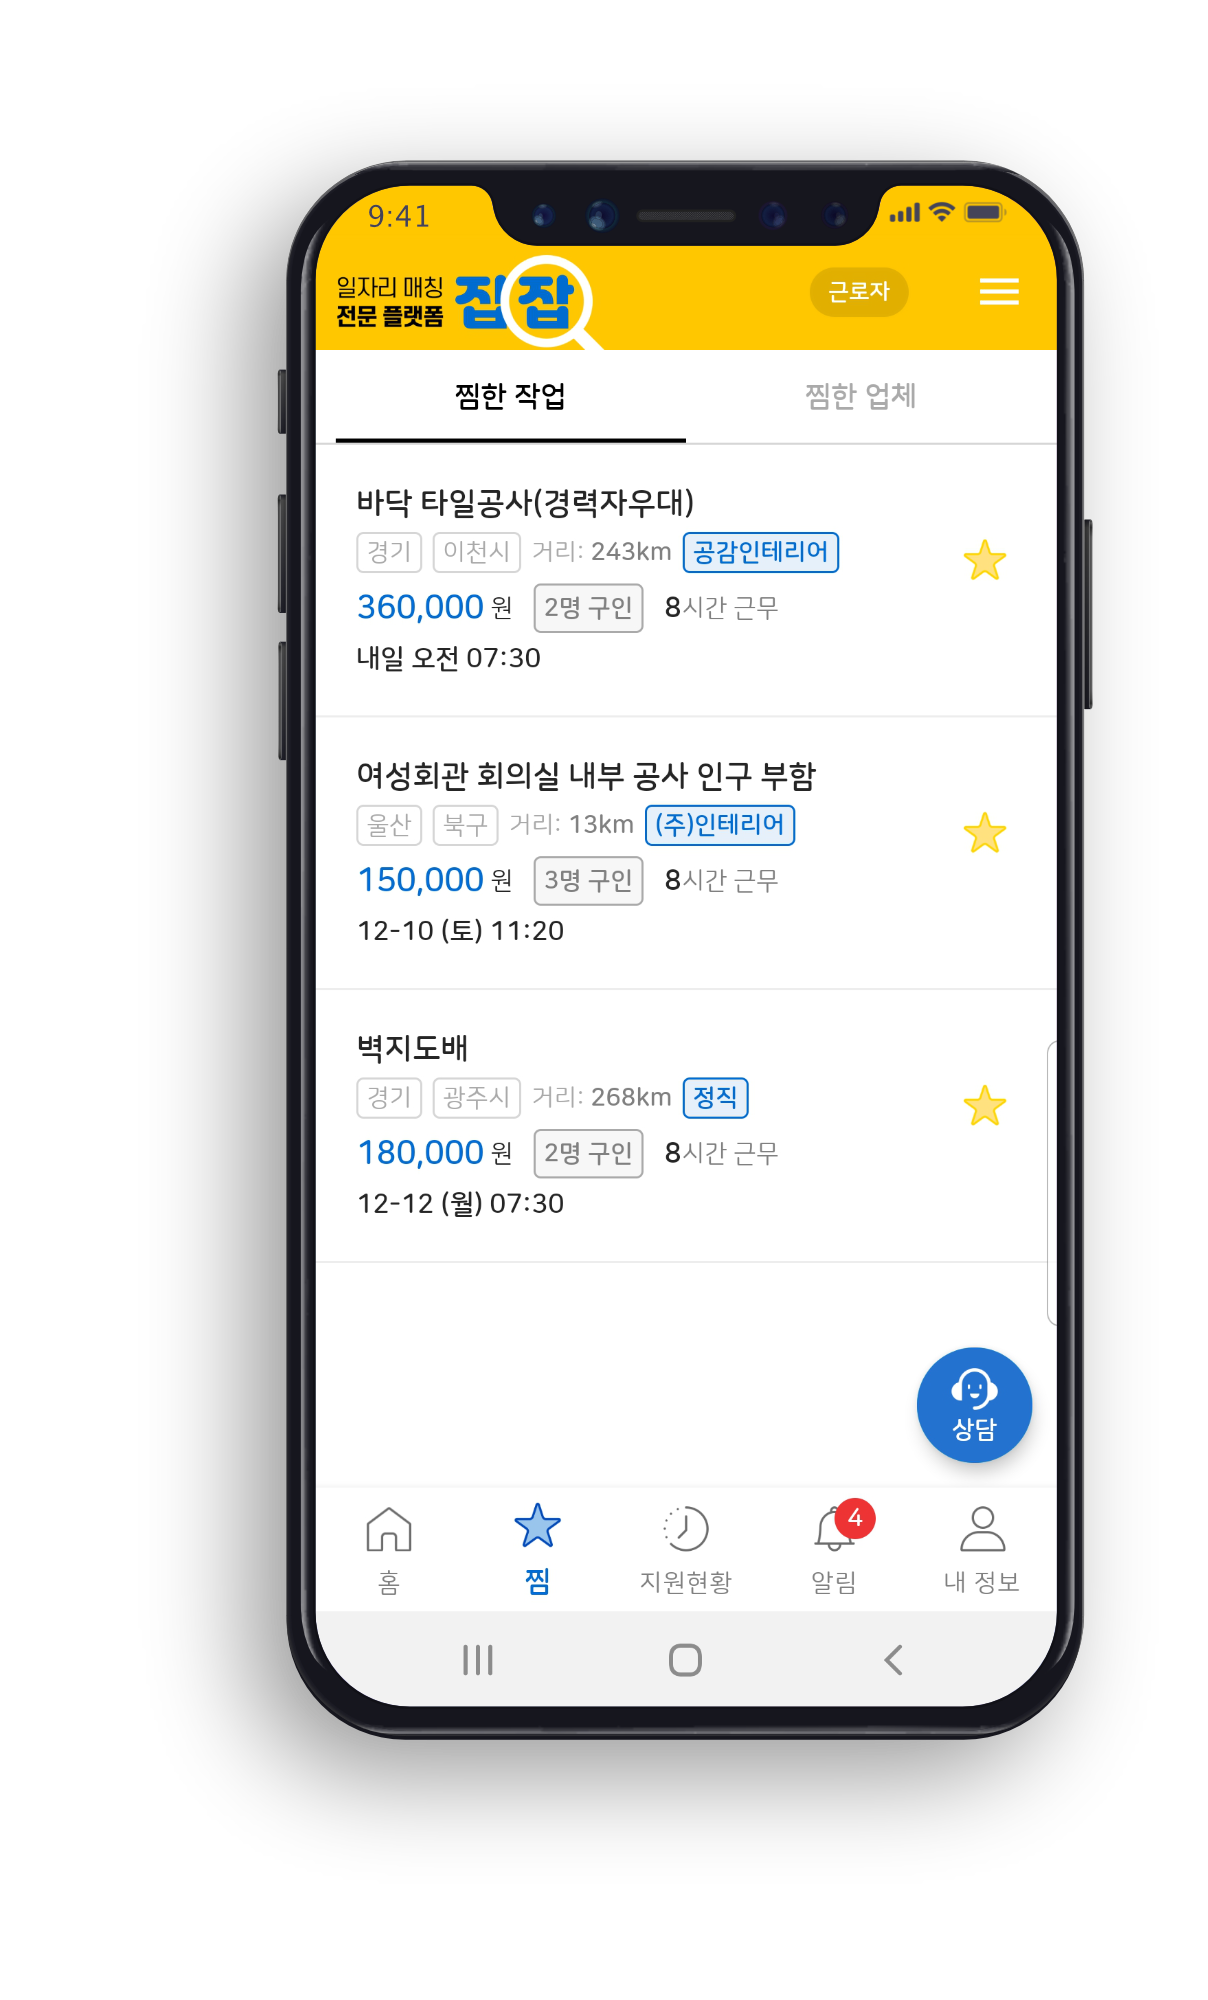 9:41
일자리 매칭
전문 플랫폼
집잡
근로자
찜한 작업 찜한 업체
바닥 타일공사(경력자우대)
경기 이천시 거리: 243km 공감인테리어
360,000 원 2명 구인 8시간 근무
내일 오전 07:30
여성회관 회의실 내부 공사 인구 부함
울산 북구 거리: 13km (주)인테리어
150,000 원 3명 구인 8시간 근무
12-10 (토) 11:20
벽지도배
경기 광주시 거리: 268km 정직
180,000 원 2명 구인 8시간 근무
12-12 (월) 07:30
상담
4
홈 찜 지원현황 알림 내 정보